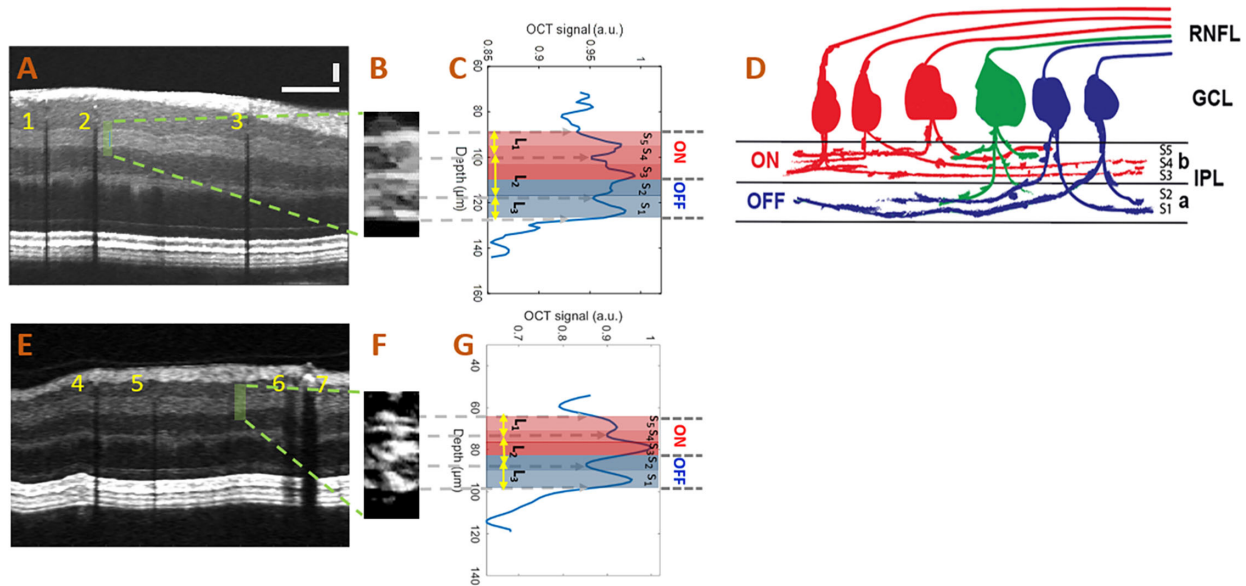 A
1 2 3
B
C
OCT signal (a.u.)
0.85 0.9 0.95 1
60
80
100
120
140
160
Depth (µm)
L1
L2
L3
S5 S4 S3 S2 S1
ON
OFF
D
RNFL
GCL
IPL
ON
OFF
S5
S4
S3
S2
S1
b
a
E
4 5 6 7
F
G
OCT signal (a.u.)
0.7 0.8 0.9 1
40
60
80
100
120
140
Depth (µm)
L1
L2
L3
S5 S4 S3 S2 S1
ON
OFF